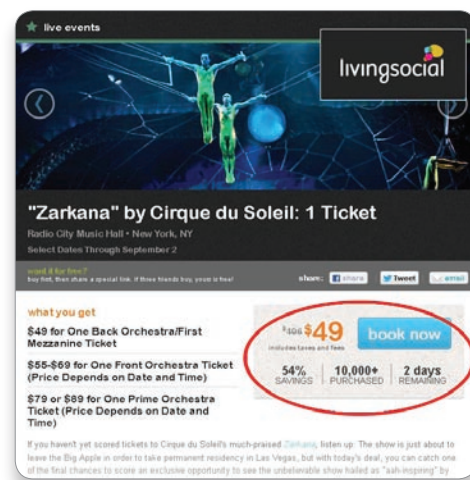 live events
livingsocial
"Zarkana" by Cirque du Soleil: 1 Ticket
Radio City Music Hall • New York, NY
Select Dates Through September 2
want it for free?
buy first, then share a special link. if three friends buy, yours is free!
share: share Tweet email
what you get
$49 for One Back Orchestra/First
Mezzanine Ticket
$55-$69 for One Front Orchestra Ticket
(Price Depends on Date and Time)
$79 or $89 for One Prime Orchestra
Ticket (Price Depends on Date and
Time)
$106 $49
includes taxes and fees
book now
54% 10,000+ 2 days
SAVINGS PURCHASED REMAINING
If you haven't yet scored tickets to Cirque du Soleil's much-praised Zarkana, listen up: The show is just about to
leave the Big Apple in order to take permanent residency in Las Vegas, but with today's deal, you can catch one
of the final chances to score an exclusive opportunity to see the unbelievable show hailed as "aah-inspiring" by